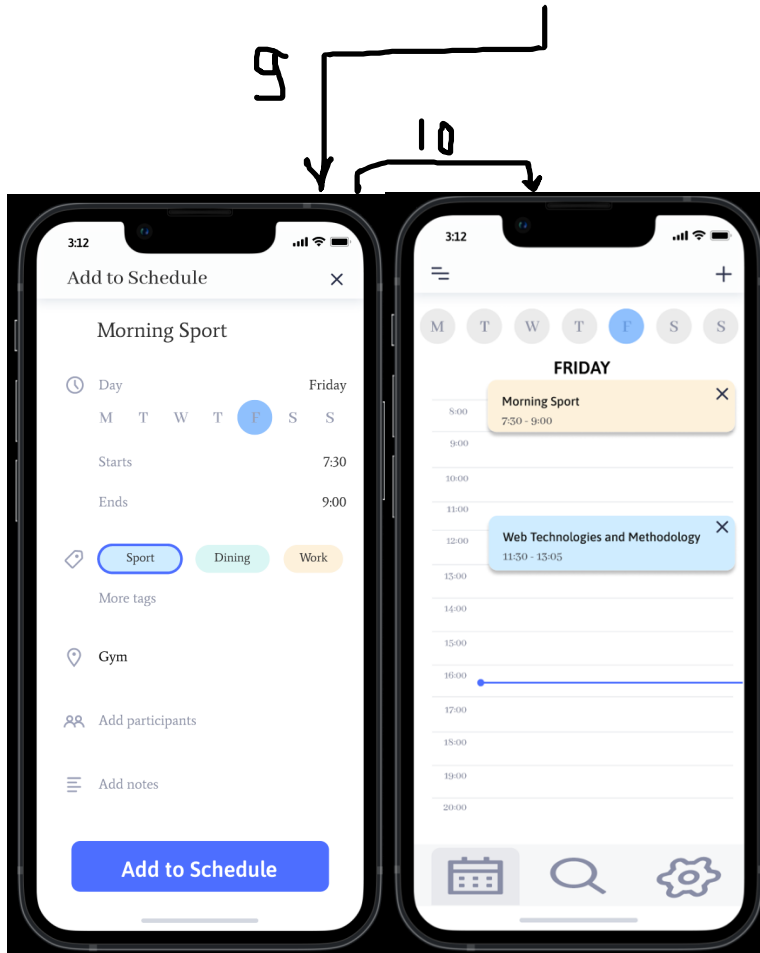 9
10
3:12
Add to Schedule
Morning Sport
Day Friday
M T W T F S S
Starts 7:30
Ends 9:00
Sport Dining Work
More tags
Gym
Add participants
Add notes
Add to Schedule
3:12
M T W T F S S
FRIDAY
8:00
Morning Sport
7:30 - 9:00
9:00
10:00
11:00
12:00
Web Technologies and Methodology
11:30 - 13:05
13:00
14:00
15:00
16:00
17:00
18:00
19:00
20:00